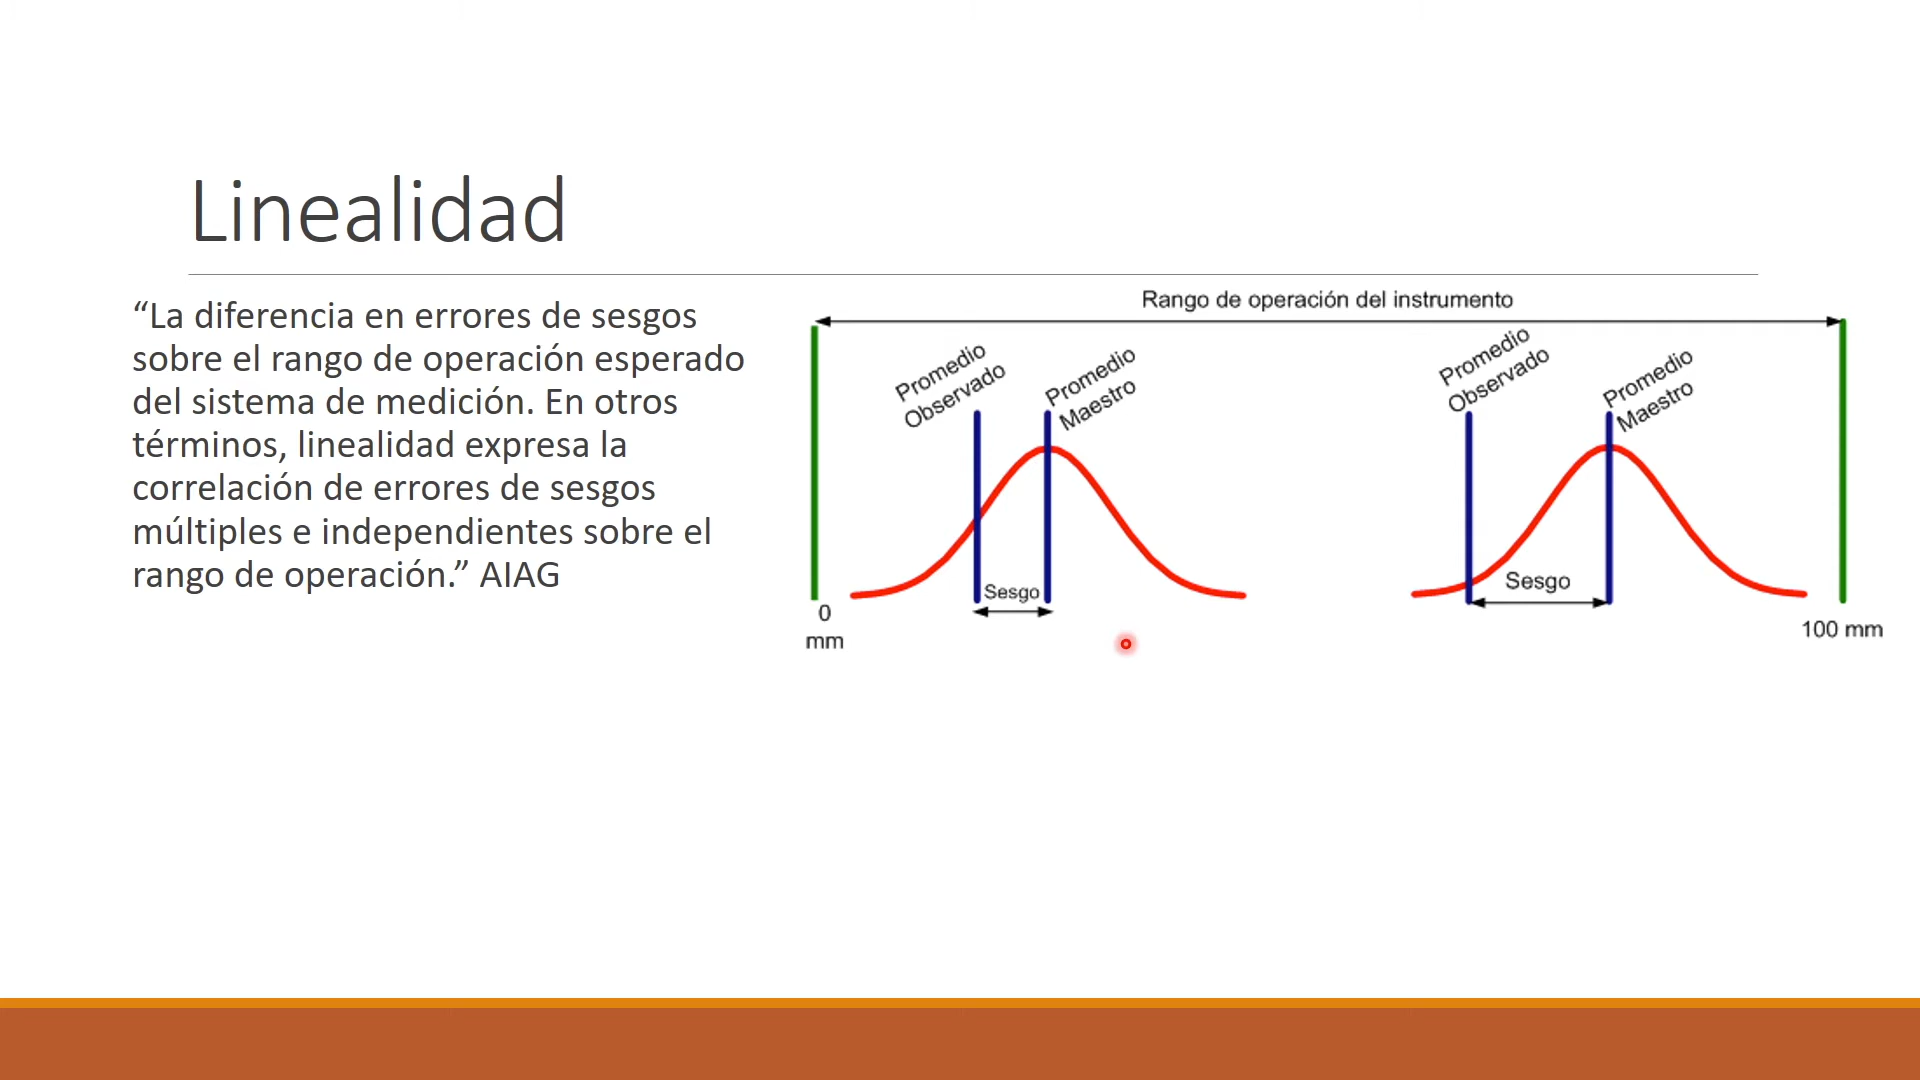 Linealidad
“La diferencia en errores de sesgos
sobre el rango de operación esperado
del sistema de medición. En otros
términos, linealidad expresa la
correlación de errores de sesgos
múltiples e independientes sobre el
rango de operación.” AIAG
Rango de operación del instrumento
Promedio
Observado
Promedio
Maestro
Promedio
Observado
Promedio
Maestro
Sesgo
Sesgo
0
mm
100 mm